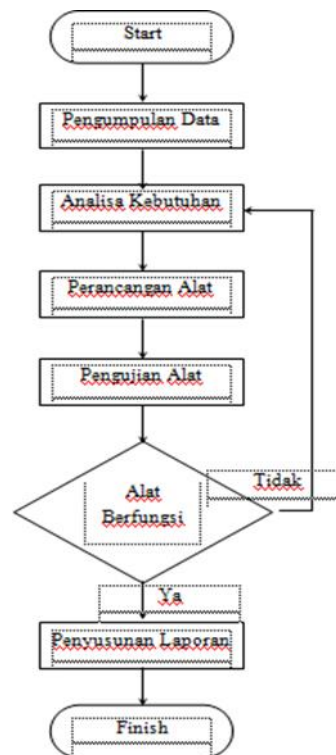 Start
Pengumpulan Data
Analisa Kebutuhan
Perancangan Alat
Pengujian Alat
Alat
Berfungsi
Tidak
Ya
Penyusunan Laporan
Finish